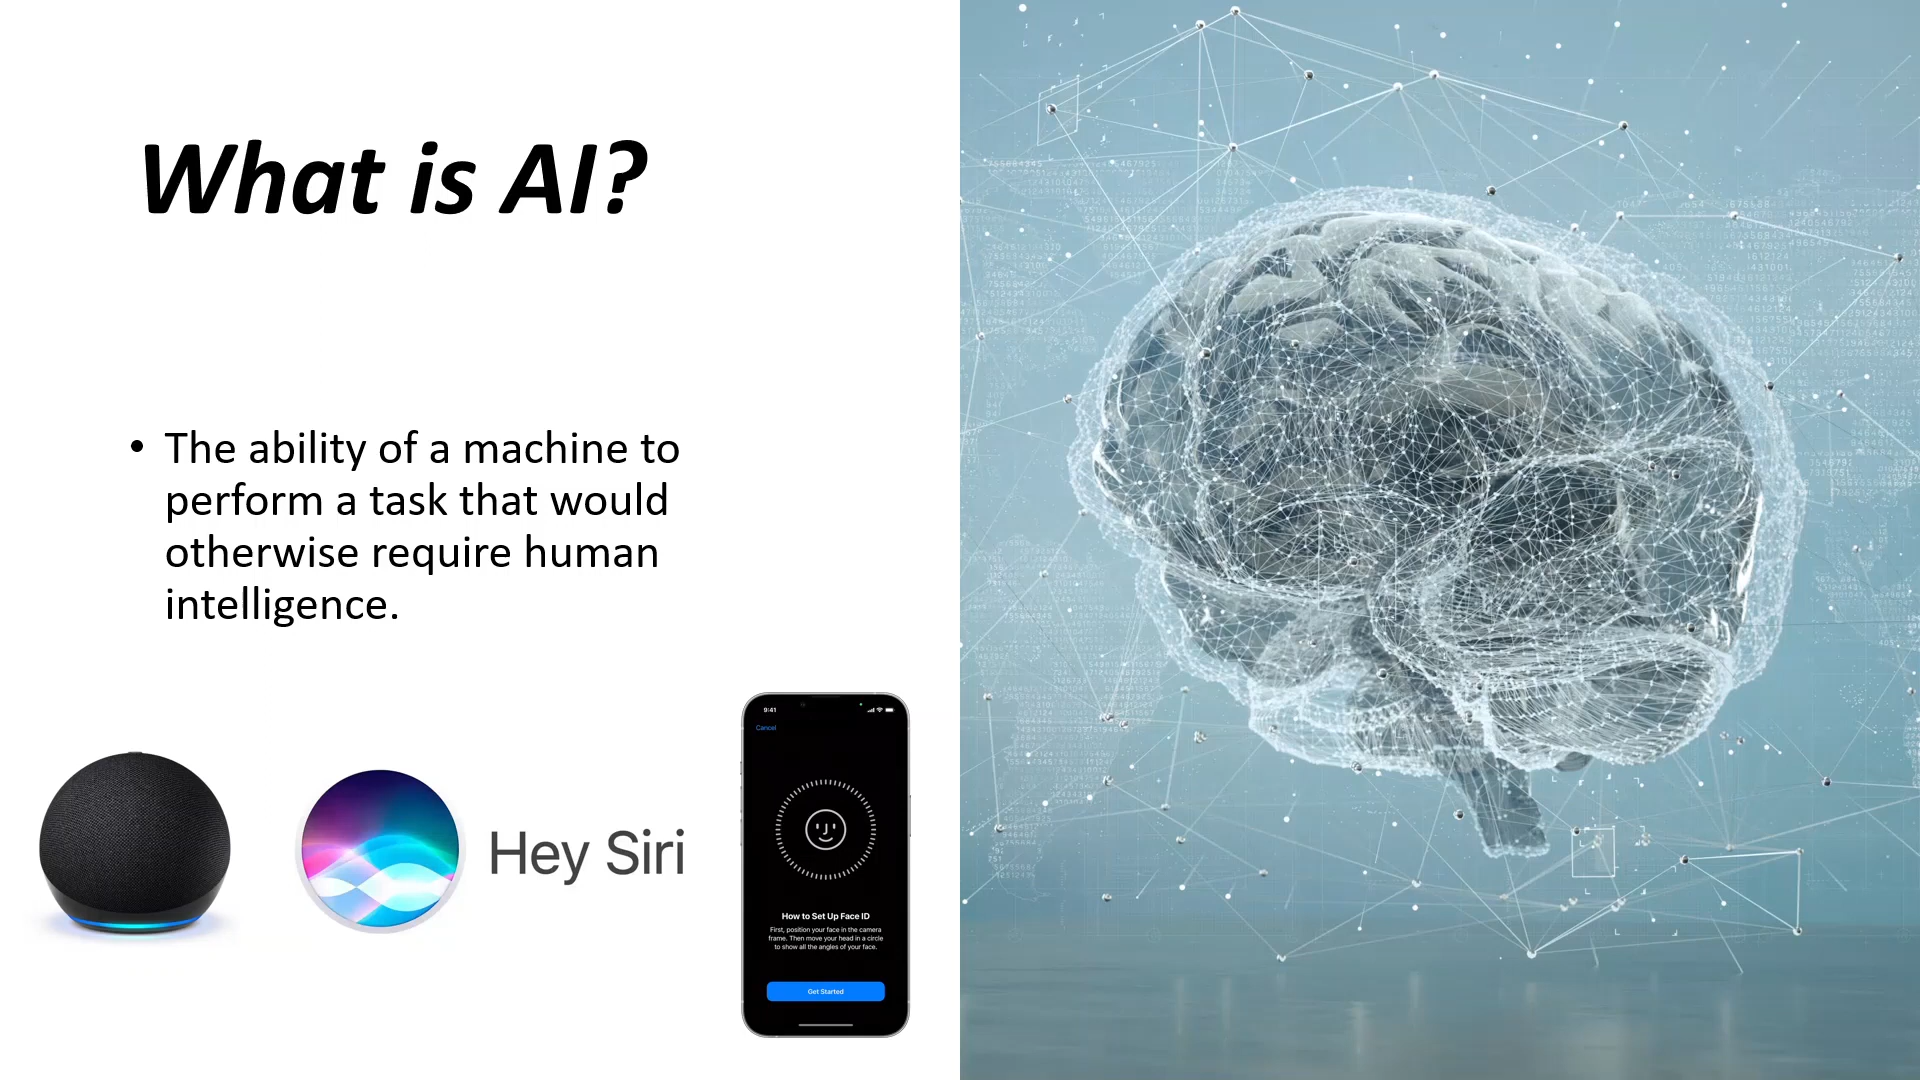 What is AI?
• The ability of a machine to
perform a task that would
otherwise require human
intelligence.
Hey Siri
9:41
Cancel
How to Set Up Face ID
First, position your face in the camera
frame. Then move your head in a circle
to show all the angles of your face.
Get Started